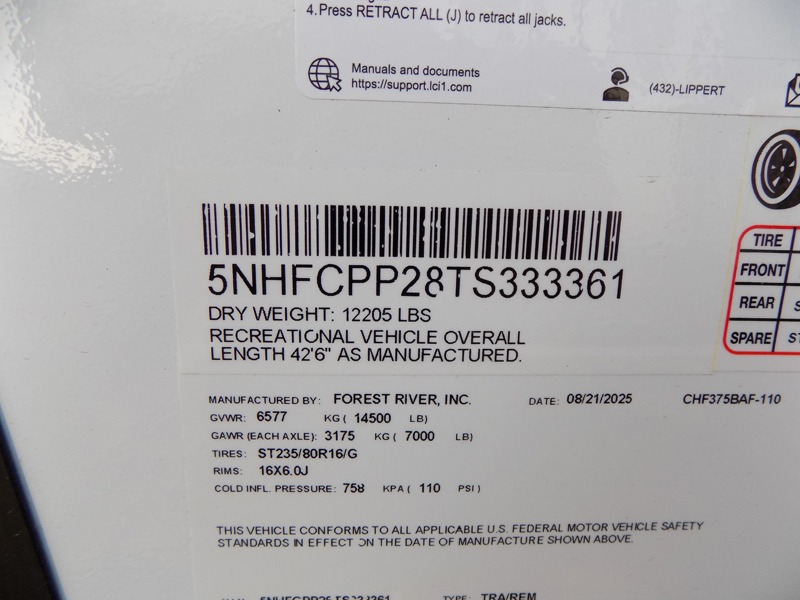 4. Press RETRACT ALL (J) to retract all jacks.
Manuals and documents
https://support.lci1.com
(432)-LIPPERT
5NHFCPP28TS333361
DRY WEIGHT: 12205 LBS
RECREATIONAL VEHICLE OVERALL
LENGTH 42'6" AS MANUFACTURED.
TIRE
FRONT
REAR
SPARE ST
MANUFACTURED BY: FOREST RIVER, INC. DATE: 08/21/2025 CHF375BAF-110
GVWR: 6577 KG ( 14500 LB)
GAWR (EACH AXLE): 3175 KG ( 7000 LB)
TIRES: ST235/80R16/G
RIMS: 16X6.0J
COLD INFL. PRESSURE: 758 KPA ( 110 PSI )
THIS VEHICLE CONFORMS TO ALL APPLICABLE U.S. FEDERAL MOTOR VEHICLE SAFETY
STANDARDS IN EFFECT ON THE DATE OF MANUFACTURE SHOWN ABOVE.
5NHFCPP28TS333361 TYPE: TRA/REM